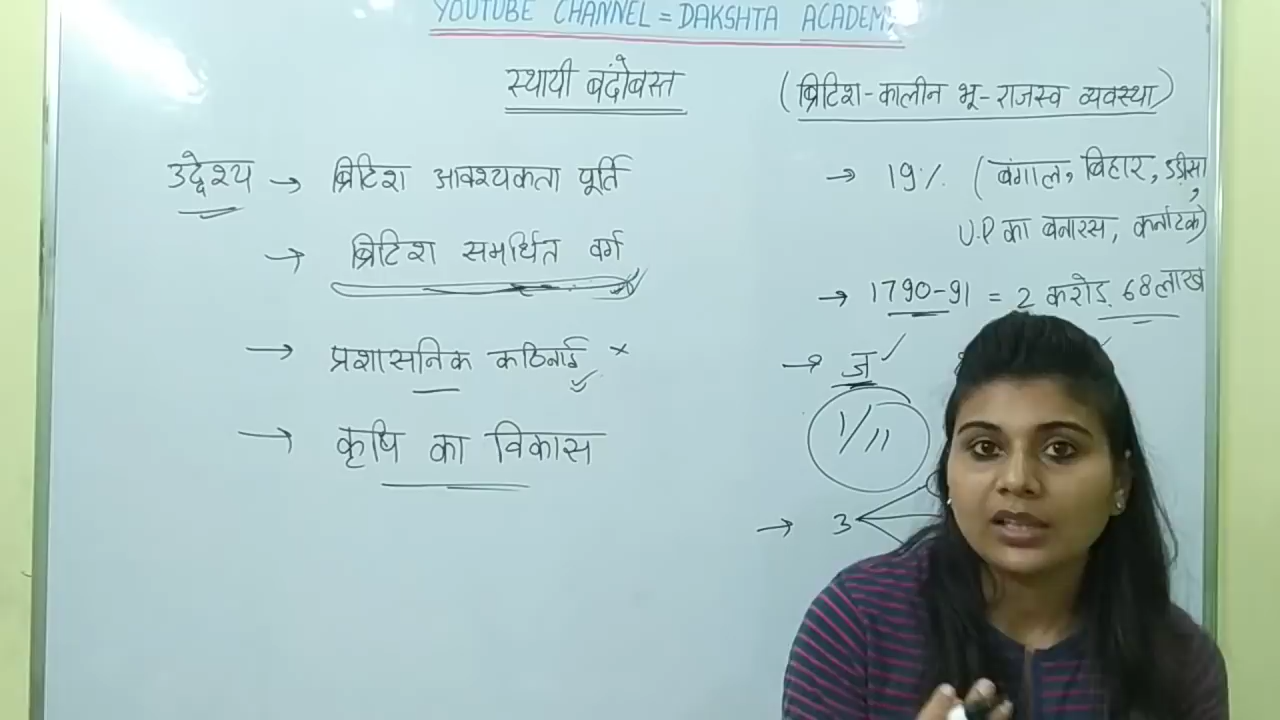 YOUTUBE CHANNEL = DAKSHTA ACADEMY
स्थायी बंदोबस्त
(ब्रिटिश-कालीन भू-राजस्व व्यवस्था)
उद्देश्य → ब्रिटिश आवश्यकता पूर्ति
→ ब्रिटिश समर्थित वर्ग
→ प्रशासनिक कठिनाई ×
→ कृषि का विकास
→ 19% (बंगाल, बिहार, उड़ीसा,
U.P का बनारस, कर्नाटक)
→ 1790-91 = 2 करोड़ 68 लाख
→ ज
1/11
→ 3